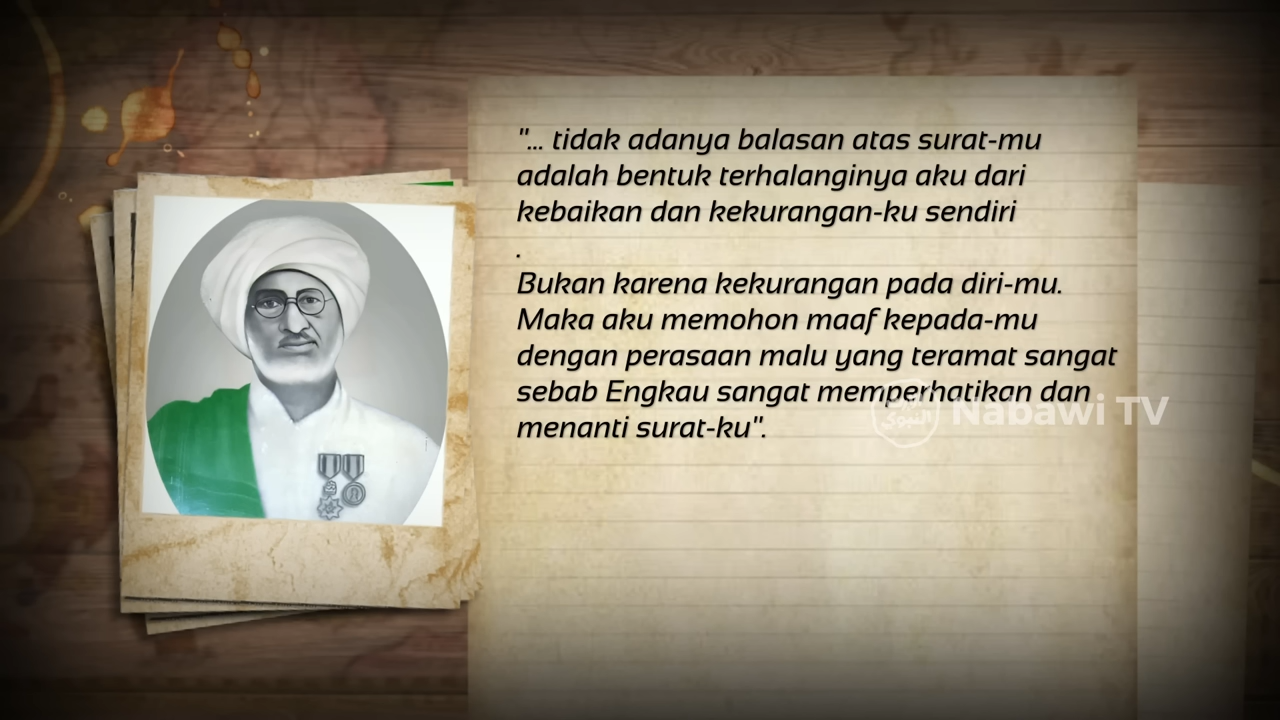 "... tidak adanya balasan atas surat-mu
adalah bentuk terhalanginya aku dari
kebaikan dan kekurangan-ku sendiri
.
Bukan karena kekurangan pada diri-mu.
Maka aku memohon maaf kepada-mu
dengan perasaan malu yang teramat sangat
sebab Engkau sangat memperhatikan dan
menanti surat-ku".
النبوي Nabawi TV